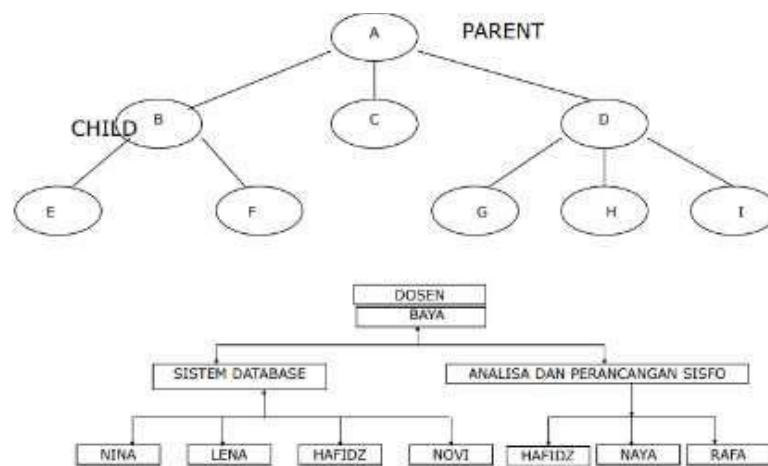 A PARENT
CHILD B C D
E F G H I
DOSEN
BAYA
SISTEM DATABASE ANALISA DAN PERANCANGAN SISFO
NINA LENA HAFIDZ NOVI HAFIDZ NAYA RAFA